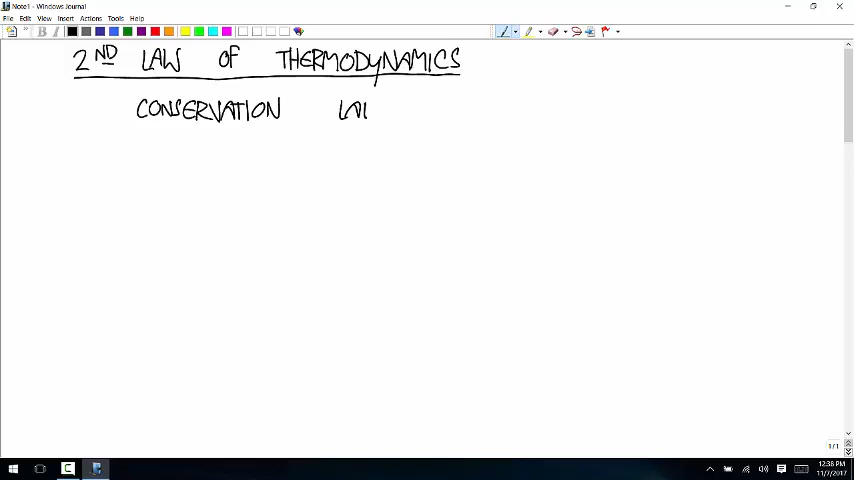 Note1 - Windows Journal
File Edit View Insert Actions Tools Help
2ND LAW OF THERMODYNAMICS
CONSERVATION
1/1
12:38 PM
11/7/2017